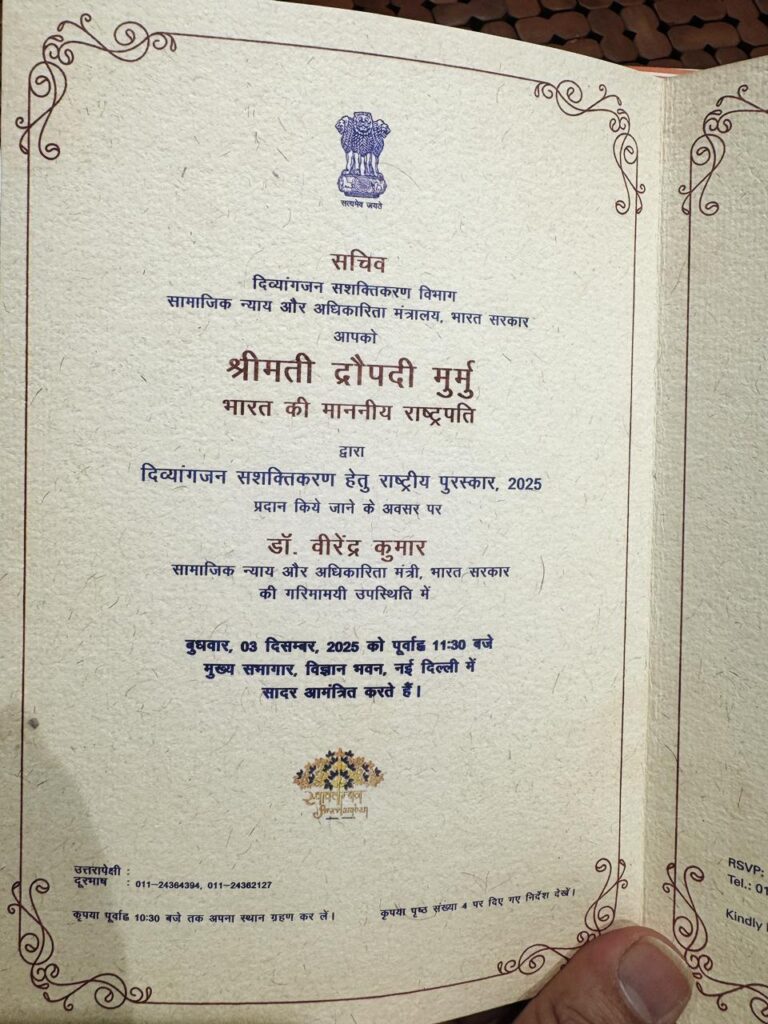 सत्यमेव जयते
सचिव
दिव्यांगजन सशक्तिकरण विभाग
सामाजिक न्याय और अधिकारिता मंत्रालय, भारत सरकार
आपको
श्रीमती द्रौपदी मुर्मु
भारत की माननीय राष्ट्रपति
द्वारा
दिव्यांगजन सशक्तिकरण हेतु राष्ट्रीय पुरस्कार, 2025
प्रदान किये जाने के अवसर पर
डॉ. वीरेंद्र कुमार
सामाजिक न्याय और अधिकारिता मंत्री, भारत सरकार
की गरिमामयी उपस्थिति में
बुधवार, 03 दिसम्बर, 2025 को पूर्वाह्न 11:30 बजे
मुख्य सभागार, विज्ञान भवन, नई दिल्ली में
सादर आमंत्रित करते हैं।
उत्तरापेक्षी :
दूरभाष : 011-24364394, 011-24362127
कृपया पूर्वाह्न 10:30 बजे तक अपना स्थान ग्रहण कर लें।
कृपया पृष्ठ संख्या 4 पर दिए गए निर्देश देखें।
RSVP:
Tel.: 01
Kindly